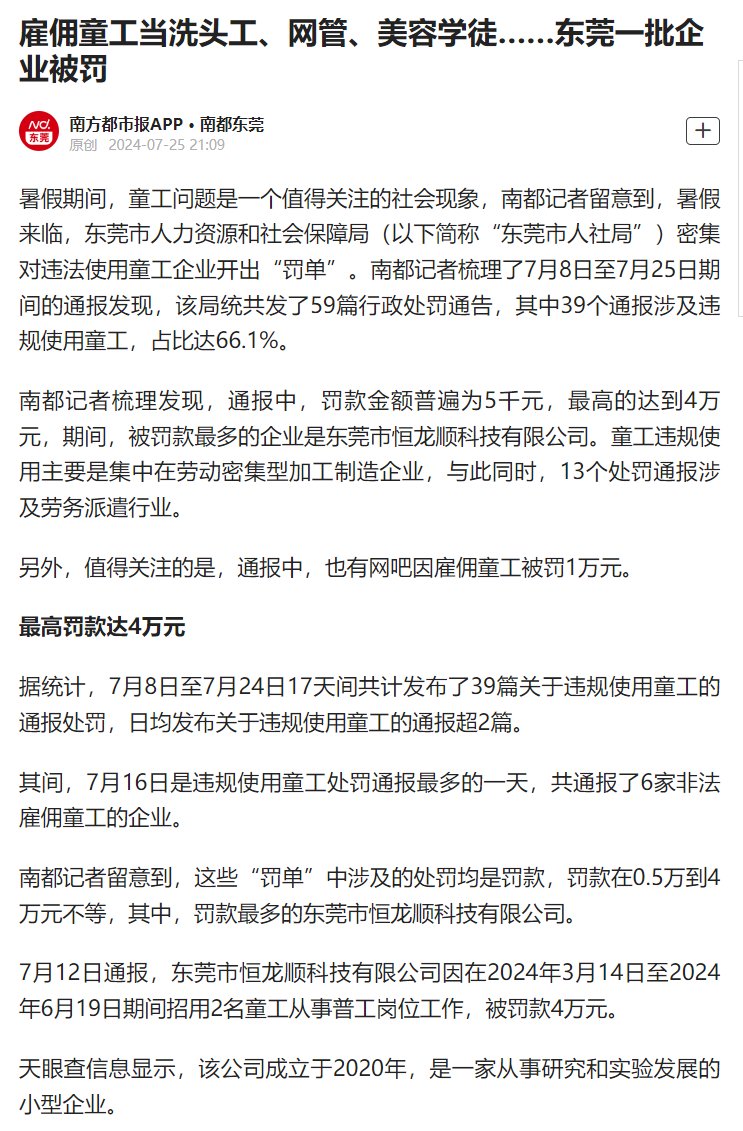 雇佣童工当洗头工、网管、美容学徒……东莞一批企
业被罚
N'D.
东莞
南方都市报APP • 南都东莞
原创 2024-07-25 21:09
暑假期间，童工问题是一个值得关注的社会现象，南都记者留意到，暑假
来临，东莞市人力资源和社会保障局（以下简称“东莞市人社局”）密集
对违法使用童工企业开出“罚单”。南都记者梳理了7月8日至7月25日期
间的通报发现，该局统共发了59篇行政处罚通告，其中39个通报涉及违
规使用童工，占比达66.1%。
南都记者梳理发现，通报中，罚款金额普遍为5千元，最高的达到4万
元，期间，被罚款最多的企业是东莞市恒龙顺科技有限公司。童工违规使
用主要是集中在劳动密集型加工制造企业，与此同时，13个处罚通报涉
及劳务派遣行业。
另外，值得关注的是，通报中，也有网吧因雇佣童工被罚1万元。
最高罚款达4万元
据统计，7月8日至7月24日17天间共计发布了39篇关于违规使用童工的
通报处罚，日均发布关于违规使用童工的通报超2篇。
其间，7月16日是违规使用童工处罚通报最多的一天，共通报了6家非法
雇佣童工的企业。
南都记者留意到，这些“罚单”中涉及的处罚均是罚款，罚款在0.5万到4
万元不等，其中，罚款最多的东莞市恒龙顺科技有限公司。
7月12日通报，东莞市恒龙顺科技有限公司因在2024年3月14日至2024
年6月19日期间招用2名童工从事普工岗位工作，被罚款4万元。
天眼查信息显示，该公司成立于2020年，是一家从事研究和实验发展的
小型企业。